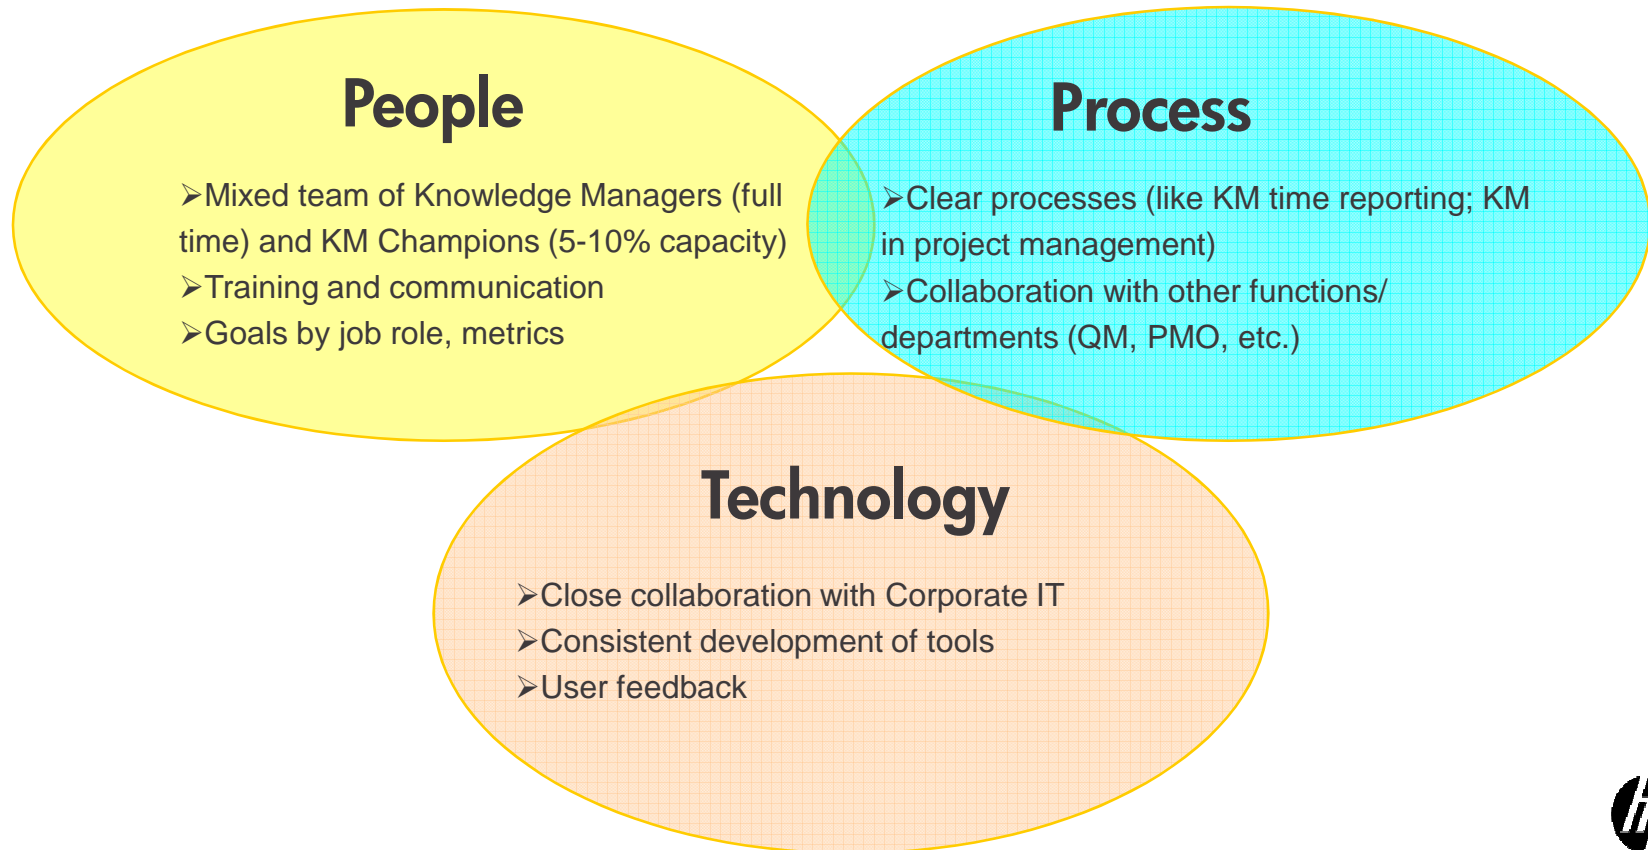 People
➢Mixed team of Knowledge Managers (full
time) and KM Champions (5-10% capacity)
➢Training and communication
➢Goals by job role, metrics
Process
➢Clear processes (like KM time reporting; KM
in project management)
➢Collaboration with other functions/
departments (QM, PMO, etc.)
Technology
➢Close collaboration with Corporate IT
➢Consistent development of tools
➢User feedback